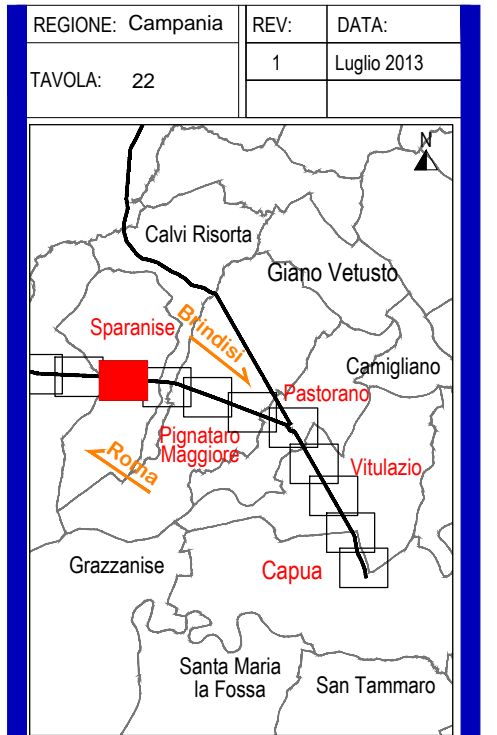 REGIONE: Campania
REV:
DATA:
1
Luglio 2013
TAVOLA: 22
N
Calvi Risorta
Giano Vetusto
Brindisi
Sparanise
Camigliano
Pastorano
Pignataro
Maggiore
Roma
Vitulazio
Grazzanise
Capua
Santa Maria
la Fossa
San Tammaro